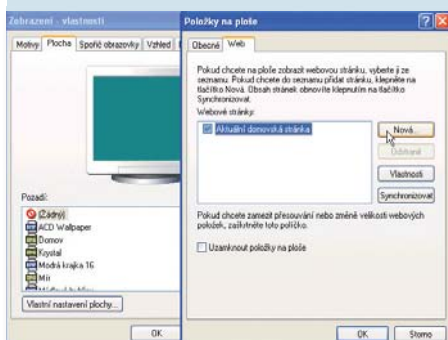 Zobrazení - vlastnosti
Motivy Plocha Spořič obrazovky Vzhled
Pozadí:
(Žádný)
ACD Wallpaper
Domov
Krystal
Modrá krajka 16
Mír
Vlastní nastavení plochy...
OK
Položky na ploše
Obecné Web
Pokud chcete na ploše zobrazit webovou stránku, vyberte ji ze
seznamu. Pokud chcete do seznamu přidat stránku, klepněte na
tlačítko Nová. Obsah stránek obnovíte klepnutím na tlačítko
Synchronizovat.
Webové stránky:
Aktuální domovská stránka
Nová...
Odstranit
Vlastnosti
Synchronizovat
Pokud chcete zamezit přesouvání nebo změně velikosti webových
položek, zaškrtněte toto políčko.
Uzamknout položky na ploše
OK Storno